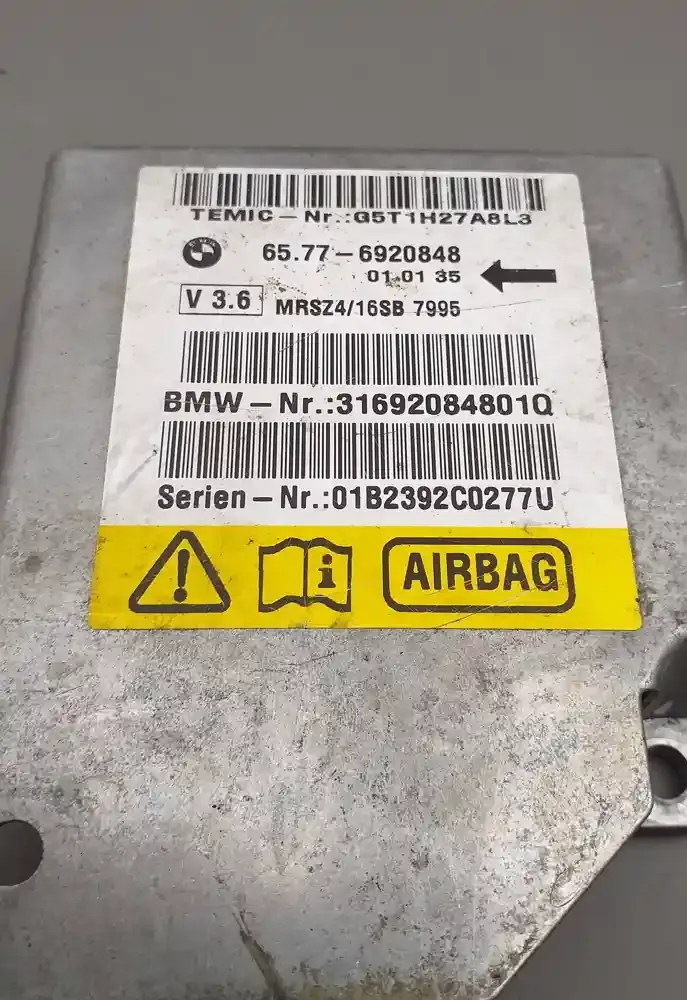 TEMIC-Nr.:G5T1H27A8L3
65.77-6920848
01 01 35
V 3.6 MRSZ4/16SB 7995
BMW-Nr.:31692084801Q
Serien-Nr.:01B2392C0277U
i AIRBAG